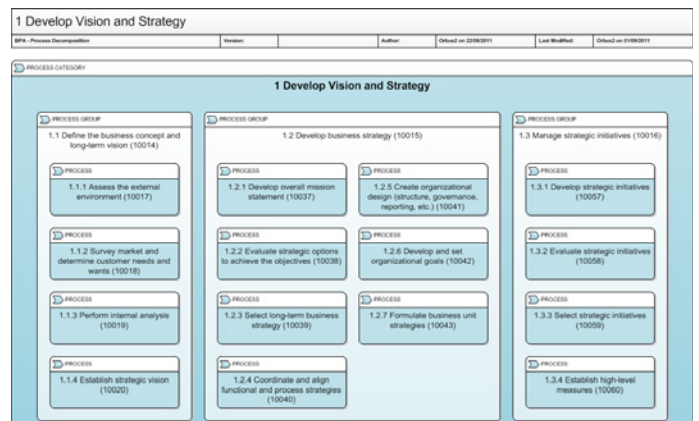 1 Develop Vision and Strategy
BPA - Process Decomposition
Version:
Author:
Orbus2 on 22/08/2011
Last Modified:
Orbus2 on 01/09/2011
PROCESS CATEGORY
1 Develop Vision and Strategy
PROCESS GROUP
1.1 Define the business concept and
long-term vision (10014)
PROCESS
1.1.1 Assess the external
environment (10017)
PROCESS
1.1.2 Survey market and
determine customer needs and
wants (10018)
PROCESS
1.1.3 Perform internal analysis
(10019)
PROCESS
1.1.4 Establish strategic vision
(10020)
PROCESS GROUP
1.2 Develop business strategy (10015)
PROCESS
1.2.1 Develop overall mission
statement (10037)
PROCESS
1.2.2 Evaluate strategic options
to achieve the objectives (10038)
PROCESS
1.2.3 Select long-term business
strategy (10039)
PROCESS
1.2.4 Coordinate and align
functional and process strategies
(10040)
PROCESS
1.2.5 Create organizational
design (structure, governance,
reporting, etc.) (10041)
PROCESS
1.2.6 Develop and set
organizational goals (10042)
PROCESS
1.2.7 Formulate business unit
strategies (10043)
PROCESS GROUP
1.3 Manage strategic initiatives (10016)
PROCESS
1.3.1 Develop strategic initiatives
(10057)
PROCESS
1.3.2 Evaluate strategic initiatives
(10058)
PROCESS
1.3.3 Select strategic initiatives
(10059)
PROCESS
1.3.4 Establish high-level
measures (10060)